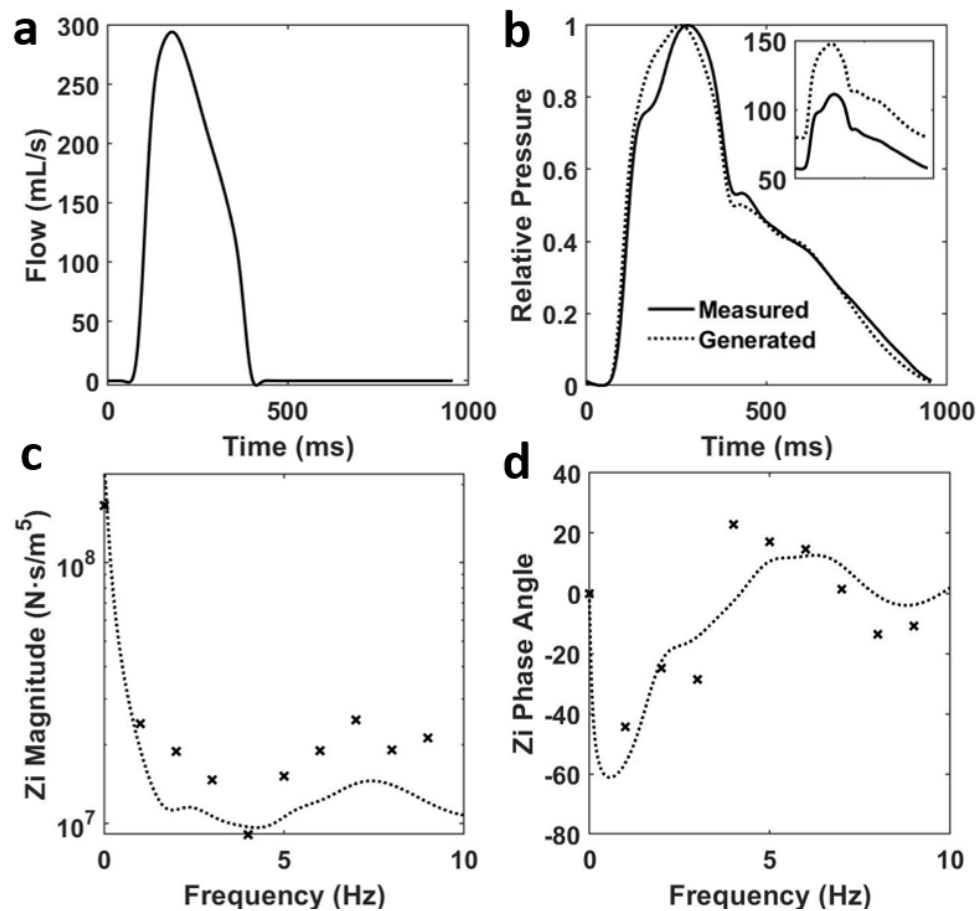 a
300
250
200
150
100
50
0
Flow (mL/s)
0 500 1000
Time (ms)
b
1
0.8
0.6
0.4
0.2
0
Relative Pressure
150
100
50
Measured
Generated
0 500 1000
Time (ms)
c
10^8
10^7
Zi Magnitude (N·s/m^5)
0 5 10
Frequency (Hz)
d
40
20
0
-20
-40
-60
-80
Zi Phase Angle
0 5 10
Frequency (Hz)